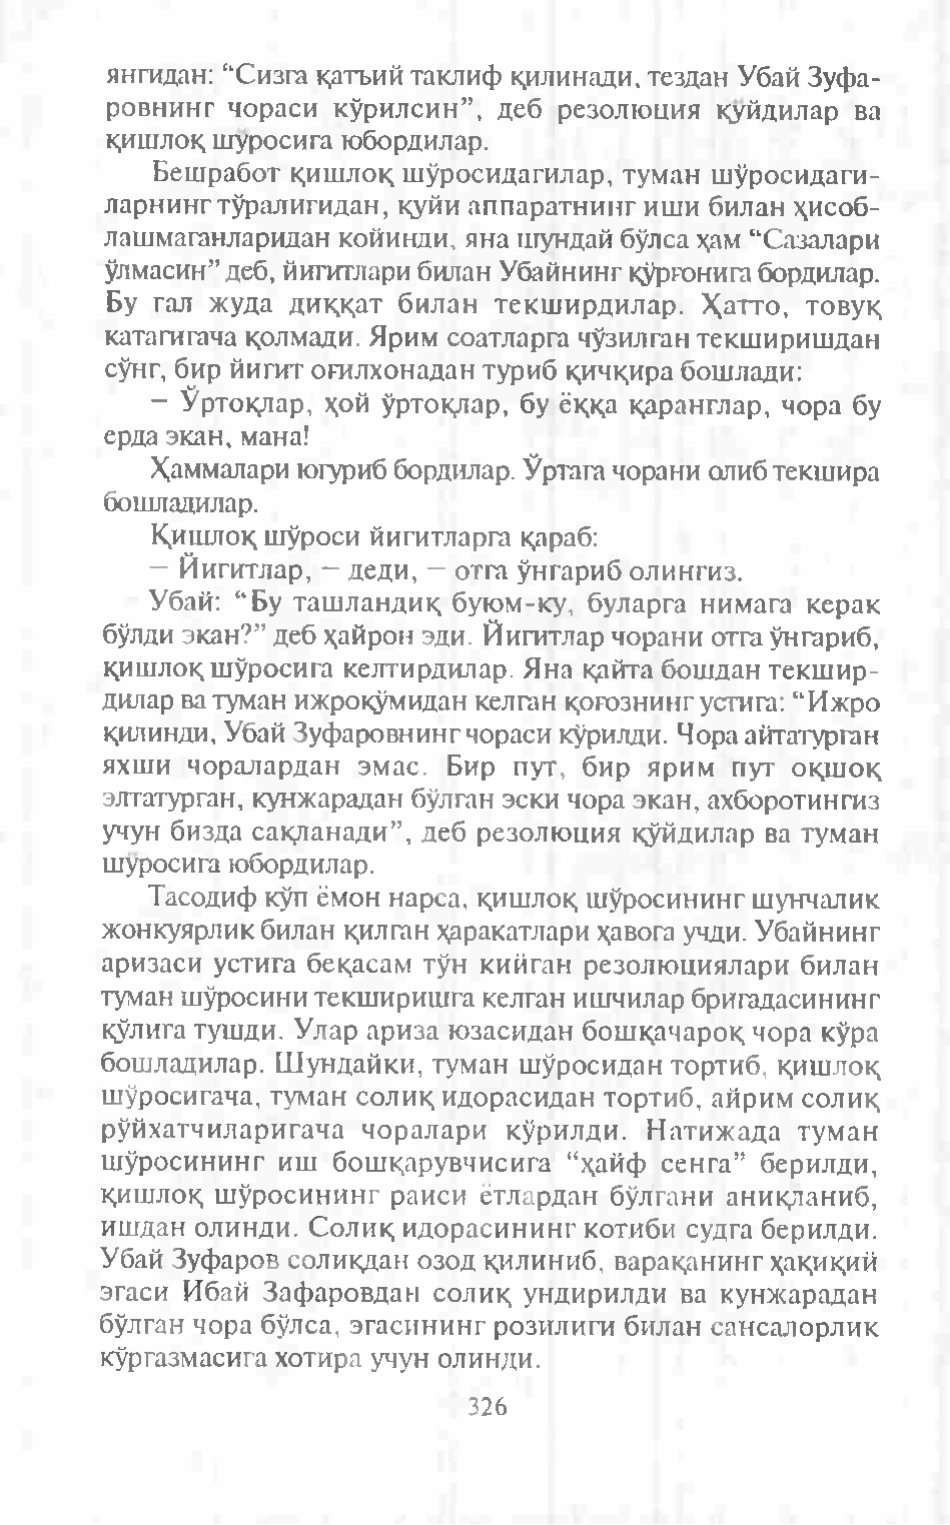 янгидан: “Сизга қатъий таклиф қилинади, тездан Убай Зуфа-
ровнинг чораси кўрилсин”, деб резолюция қўйдилар ва
қишлоқ шўросига юбордилар.
Бешработ қишлоқ шўросидагилар, туман шўросидаги-
ларнинг тўралигидан, қуйи аппаратнинг иши билан ҳисоб-
лашмаганларидан койинди, яна шундай бўлса ҳам “Сазалари
ўлмасин” деб, йигитлари билан Убайнинг қўрғонига бордилар.
Бу гал жуда диққат билан текширдилар. Ҳатто, товуқ
катагигача қолмади. Ярим соатларга чўзилган текширишдан
сўнг, бир йигит оғилхонадан туриб қичқира бошлади:
– Ўртоқлар, ҳой ўртоқлар, бу ёққа қаранглар, чора бу
ерда экан, мана!
Ҳаммалари югуриб бордилар. Ўртага чорани олиб текшира
бошладилар.
Қишлоқ шўроси йигитларга қараб:
– Йигитлар, – деди, – отга ўнгариб олингиз.
Убай: “Бу ташландиқ буюм-ку, буларга нимага керак
бўлди экан?” деб ҳайрон эди. Йигитлар чорани отга ўнгариб,
қишлоқ шўросига келтирдилар. Яна қайта бошдан текшир-
дилар ва туман ижроқўмидан келган қоғознинг устига: “Ижро
қилинди, Убай Зуфаровнинг чораси кўрилди. Чора айтатурган
яхши чоралардан эмас. Бир пут, бир ярим пут оқшоқ
элтатурган, кунжарадан бўлган эски чора экан, ахборотингиз
учун бизда сақланади”, деб резолюция қўйдилар ва туман
шўросига юбордилар.
Тасодиф кўп ёмон нарса, қишлоқ шўросининг шунчалик
жонкуярлик билан қилган ҳаракатлари ҳавога учди. Убайнинг
аризаси устига беқасам тўн кийган резолюциялари билан
туман шўросини текширишга келган ишчилар бригадасининг
қўлига тушди. Улар ариза юзасидан бошқачароқ чора кўра
бошладилар. Шундайки, туман шўросидан тортиб, қишлоқ
шўросигача, туман солиқ идорасидан тортиб, айрим солиқ
рўйхатчиларигача чоралари кўрилди. Натижада туман
шўросининг иш бошқарувчисига “ҳайф сенга” берилди,
қишлоқ шўросининг раиси ётлардан бўлгани аниқланиб,
ишдан олинди. Солиқ идорасининг котиби судга берилди.
Убай Зуфаров солиқдан озод қилиниб, варақанинг ҳақиқий
эгаси Ибай Зафаровдан солиқ ундирилди ва кунжарадан
бўлган чора бўлса, эгасининг розилиги билан сансалорлик
кўргазмасига хотира учун олинди.
326